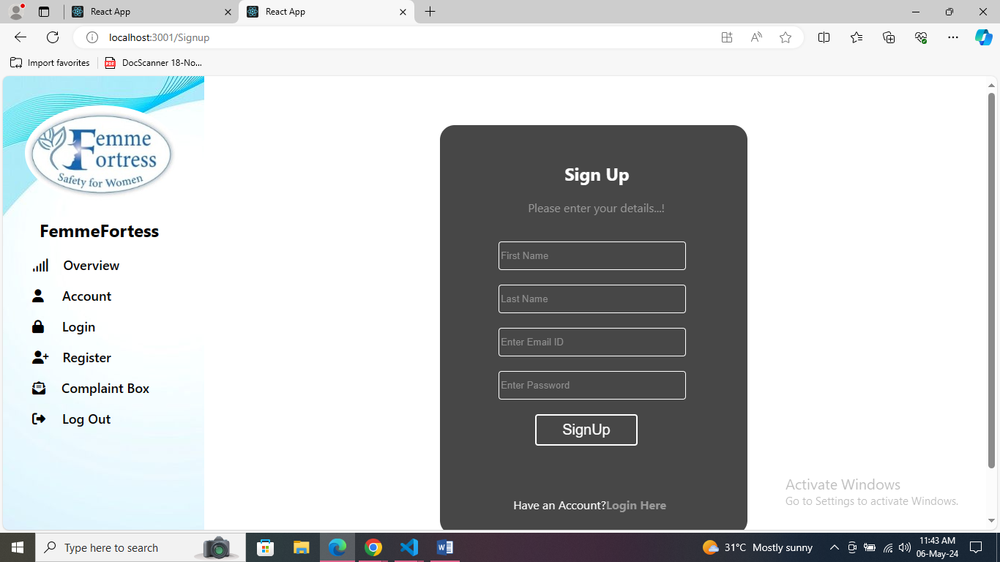 React App
React App
localhost:3001/Signup
Import favorites
PDF
DocScanner 18-No...
Femme
Fortress
Safety for Women
FemmeFortess
Overview
Account
Login
Register
Complaint Box
Log Out
Sign Up
Please enter your details...!
First Name
Last Name
Enter Email ID
Enter Password
SignUp
Have an Account?Login Here
Activate Windows
Go to Settings to activate Windows.
Type here to search
31°C Mostly sunny
11:43 AM
06-May-24